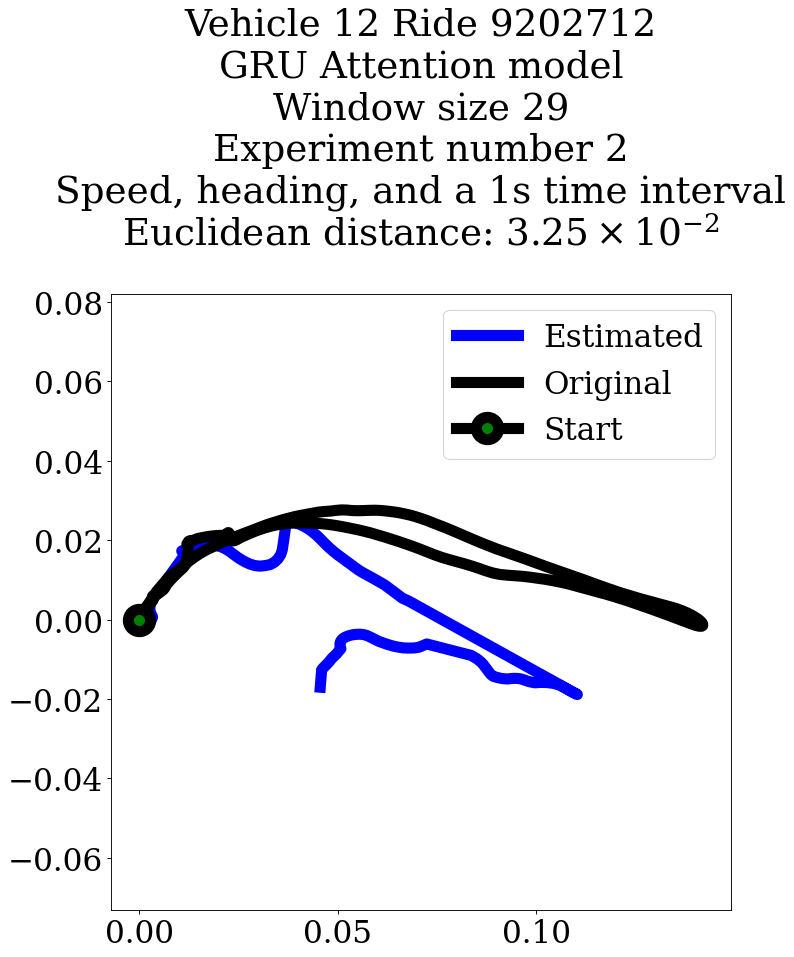 Vehicle 12 Ride 9202712
GRU Attention model
Window size 29
Experiment number 2
Speed, heading, and a 1s time interval
Euclidean distance: 3.25 × 10⁻²
Estimated
Original
Start
0.08
0.06
0.04
0.02
0.00
−0.02
−0.04
−0.06
0.00 0.05 0.10